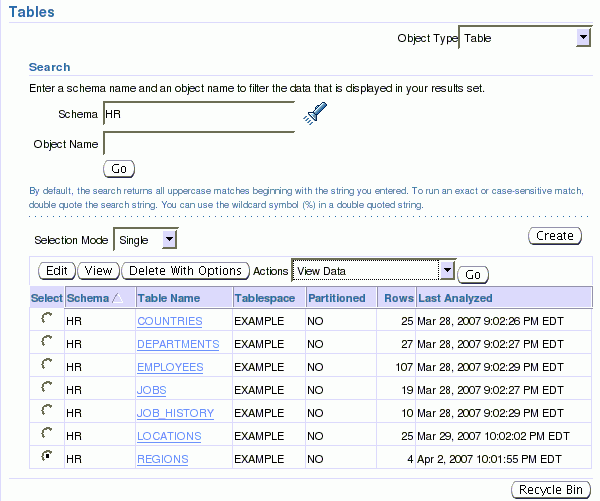 Tables
Object Type Table
Search
Enter a schema name and an object name to filter the data that is displayed in your results set.
Schema HR
Object Name
Go
By default, the search returns all uppercase matches beginning with the string you entered. To run an exact or case-sensitive match,
double quote the search string. You can use the wildcard symbol (%) in a double quoted string.
Selection Mode Single
Create
Edit View Delete With Options Actions View Data Go
Select Schema Table Name Tablespace Partitioned Rows Last Analyzed
HR COUNTRIES EXAMPLE NO 25 Mar 28, 2007 9:02:26 PM EDT
HR DEPARTMENTS EXAMPLE NO 27 Mar 28, 2007 9:02:27 PM EDT
HR EMPLOYEES EXAMPLE NO 107 Mar 28, 2007 9:02:29 PM EDT
HR JOBS EXAMPLE NO 19 Mar 28, 2007 9:02:27 PM EDT
HR JOB_HISTORY EXAMPLE NO 10 Mar 28, 2007 9:02:29 PM EDT
HR LOCATIONS EXAMPLE NO 25 Mar 29, 2007 10:02:02 PM EDT
HR REGIONS EXAMPLE NO 4 Apr 2, 2007 10:01:55 PM EDT
Recycle Bin